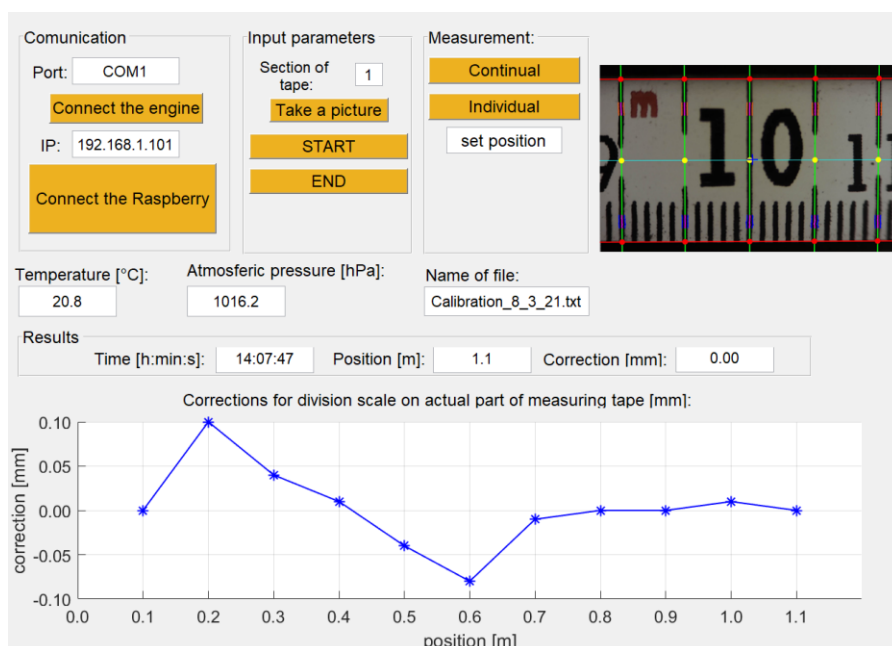 Comunication
Port: COM1
Connect the engine
IP: 192.168.1.101
Connect the Raspberry
Input parameters
Section of
tape: 1
Take a picture
START
END
Measurement:
Continual
Individual
set position
m
9 10 11
Temperature [°C]:
20.8
Atmosferic pressure [hPa]:
1016.2
Name of file:
Calibration_8_3_21.txt
Results
Time [h:min:s]: 14:07:47 Position [m]: 1.1 Correction [mm]: 0.00
Corrections for division scale on actual part of measuring tape [mm]:
correction [mm]
0.10
0.05
0.00
-0.05
-0.10
0.0 0.1 0.2 0.3 0.4 0.5 0.6 0.7 0.8 0.9 1.0 1.1
position [m]